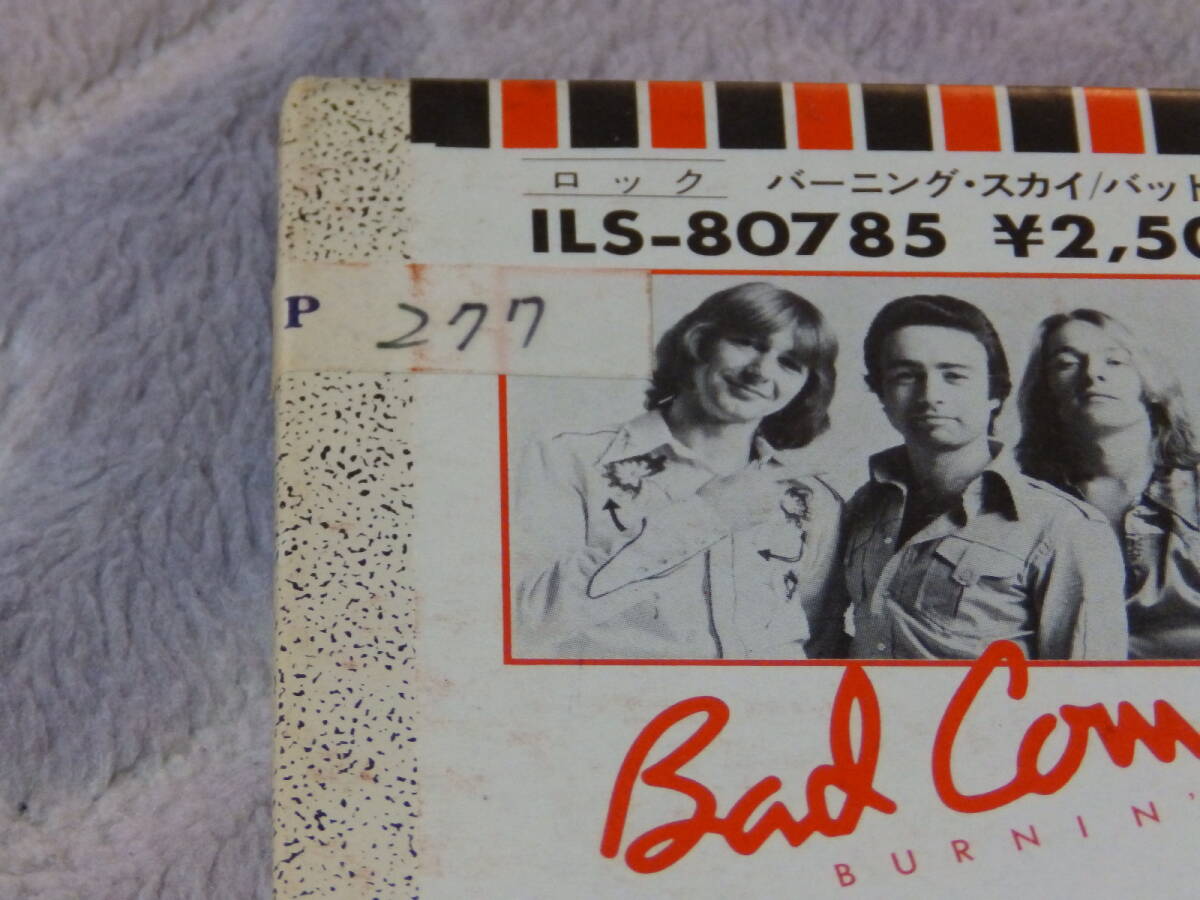 ロック バーニング・スカイ/バッド
ILS-80785 ¥2,50
P 277
Bad Com
BURNIN'